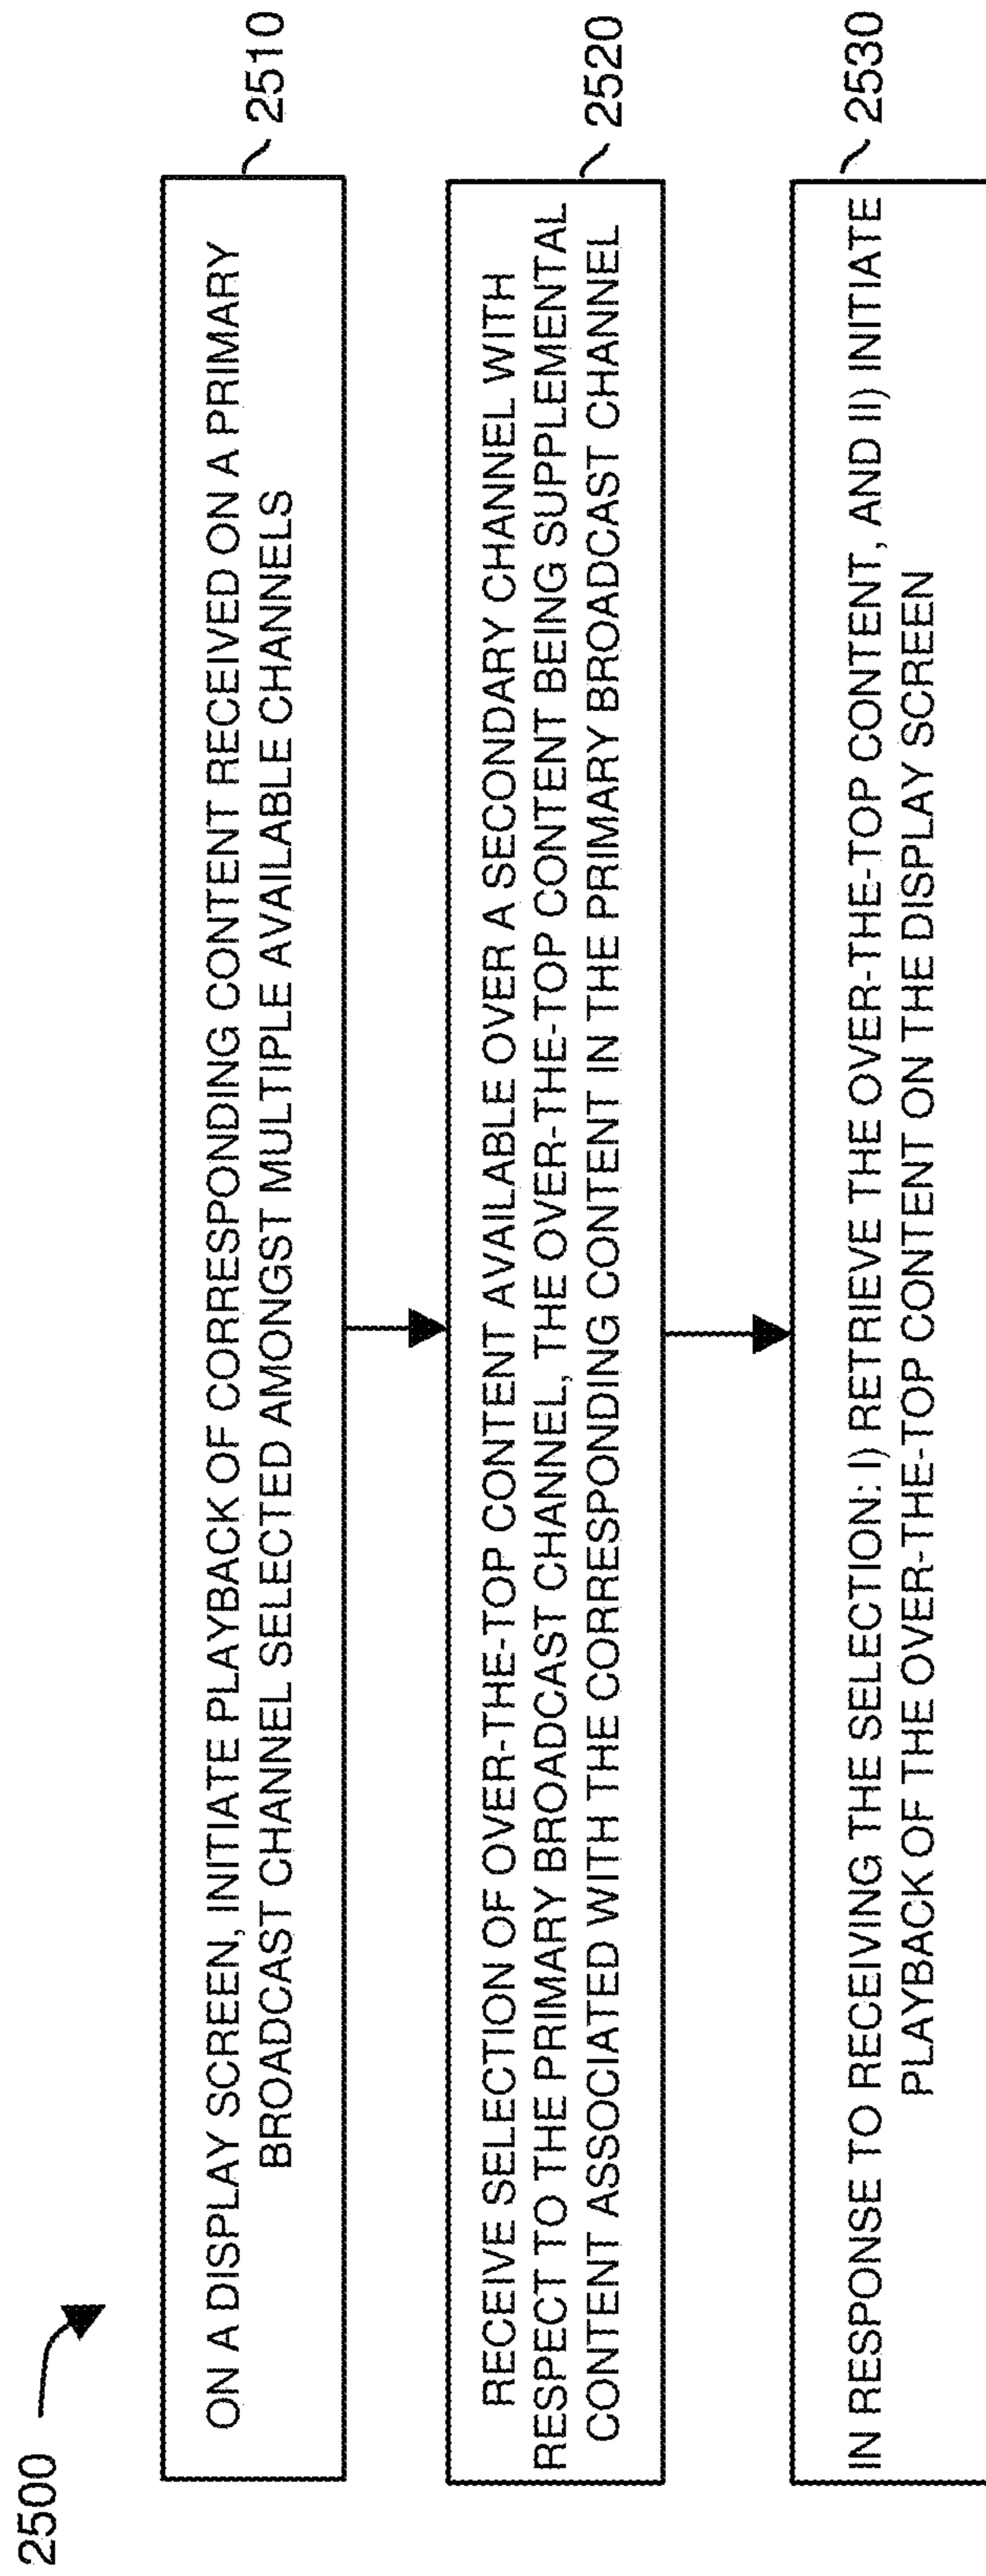 2500
ON A DISPLAY SCREEN, INITIATE PLAYBACK OF CORRESPONDING CONTENT RECEIVED ON A PRIMARY
BROADCAST CHANNEL SELECTED AMONGST MULTIPLE AVAILABLE CHANNELS
2510
RECEIVE SELECTION OF OVER-THE-TOP CONTENT AVAILABLE OVER A SECONDARY CHANNEL WITH
RESPECT TO THE PRIMARY BROADCAST CHANNEL, THE OVER-THE-TOP CONTENT BEING SUPPLEMENTAL
CONTENT ASSOCIATED WITH THE CORRESPONDING CONTENT IN THE PRIMARY BROADCAST CHANNEL
2520
IN RESPONSE TO RECEIVING THE SELECTION: I) RETRIEVE THE OVER-THE-TOP CONTENT, AND II) INITIATE
PLAYBACK OF THE OVER-THE-TOP CONTENT ON THE DISPLAY SCREEN
2530